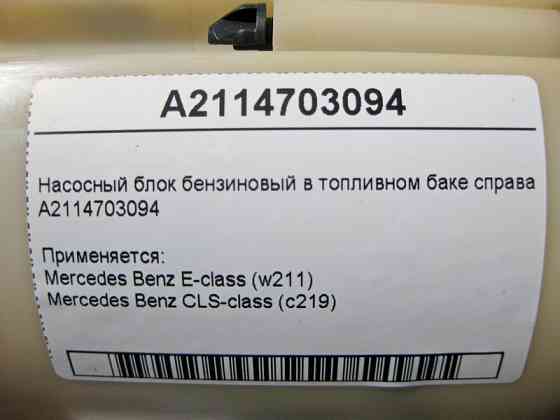 A2114703094
Насосный блок бензиновый в топливном баке справа
A2114703094
Применяется:
Mercedes Benz E-class (w211)
Mercedes Benz CLS-class (c219)